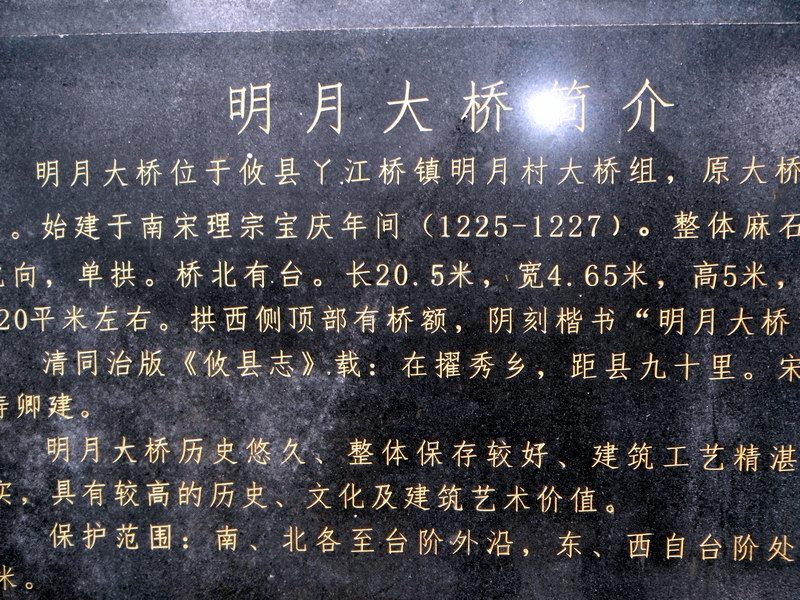 明月大桥简介
明月大桥位于攸县丫江桥镇明月村大桥组，原大桥
。始建于南宋理宗宝庆年间（1225-1227）。整体麻石
向，单拱。桥北有台。长20.5米，宽4.65米，高5米，
20平米左右。拱西侧顶部有桥额，阴刻楷书“明月大桥
清同治版《攸县志》载：在擢秀乡，距县九十里。宋
卿建。
明月大桥历史悠久、整体保存较好、建筑工艺精湛
实，具有较高的历史、文化及建筑艺术价值。
保护范围：南、北各至台阶外沿，东、西自台阶处
米。